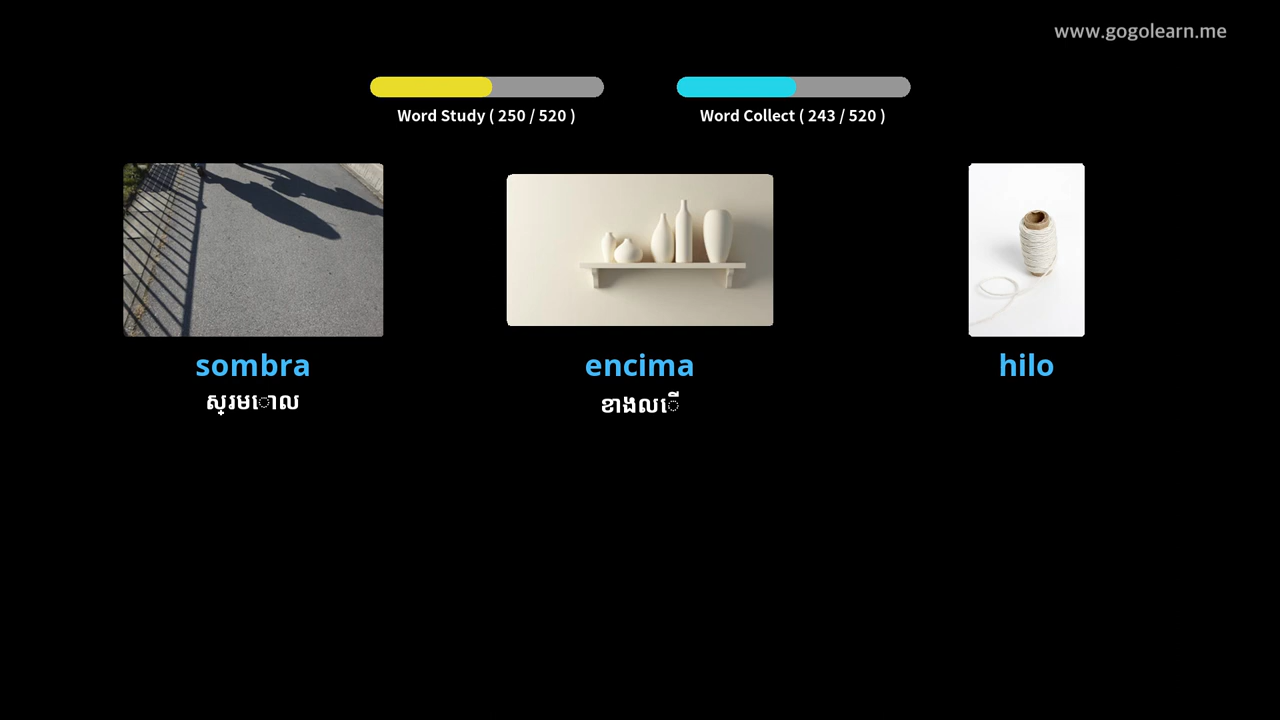 www.gogolearn.me
Word Study ( 250 / 520 )
Word Collect ( 243 / 520 )
sombra
ស្រមោល
encima
ខាងលើ
hilo